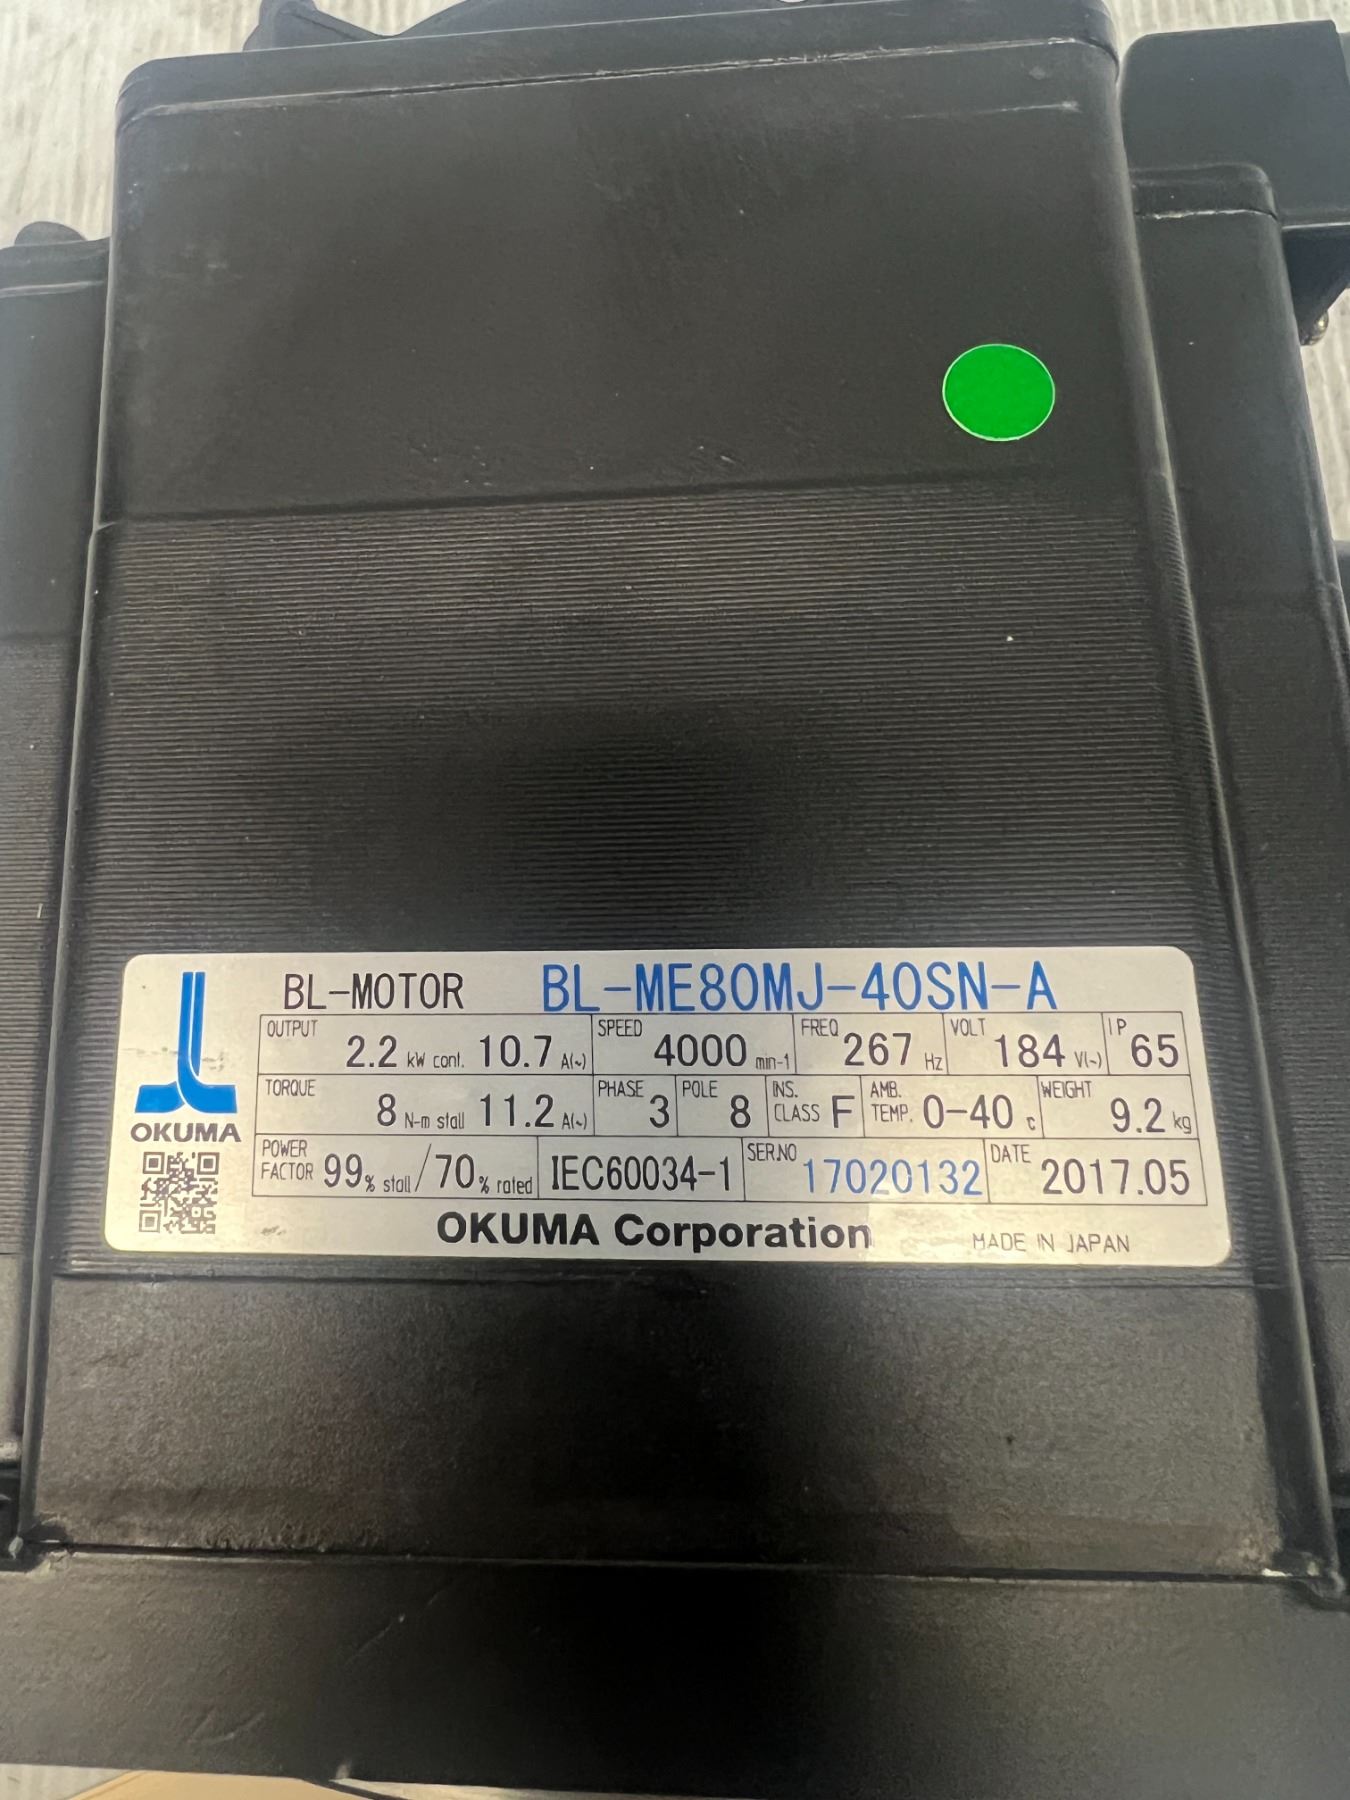 BL-MOTOR BL-ME80MJ-40SN-A
OUTPUT 2.2 kW cont. 10.7 A(~) SPEED 4000 min-1 FREQ 267 Hz VOLT 184 V(~) IP 65
TORQUE 8 N-m stall 11.2 A(~) PHASE 3 POLE 8 INS. CLASS F AMB. TEMP. 0-40 c WEIGHT 9.2 kg
OKUMA
POWER FACTOR 99% stall/70% rated IEC60034-1 SER.NO 17020132 DATE 2017.05
OKUMA Corporation MADE IN JAPAN